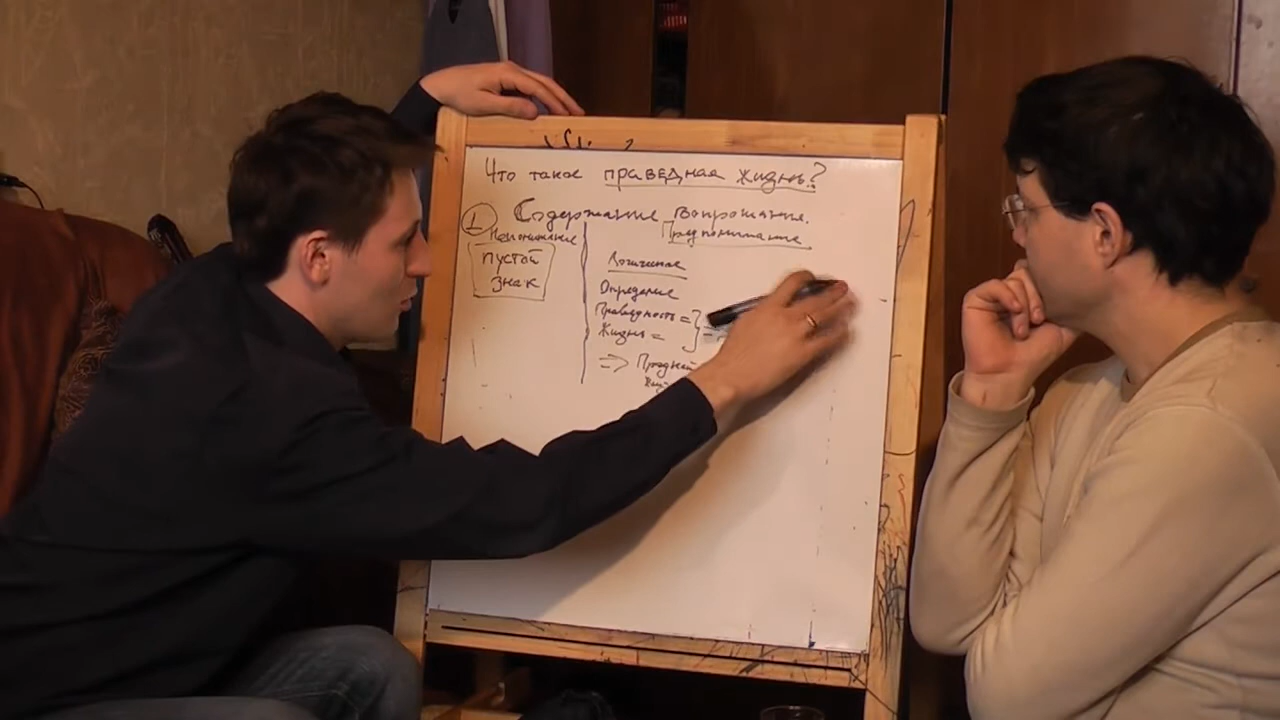 Что такое праведная жизнь?
1 Содержание вопрошания.
Непонимание
Предпонимание
пустой
знак
Логическое
Определение
Праведность =
Жизнь =
=>